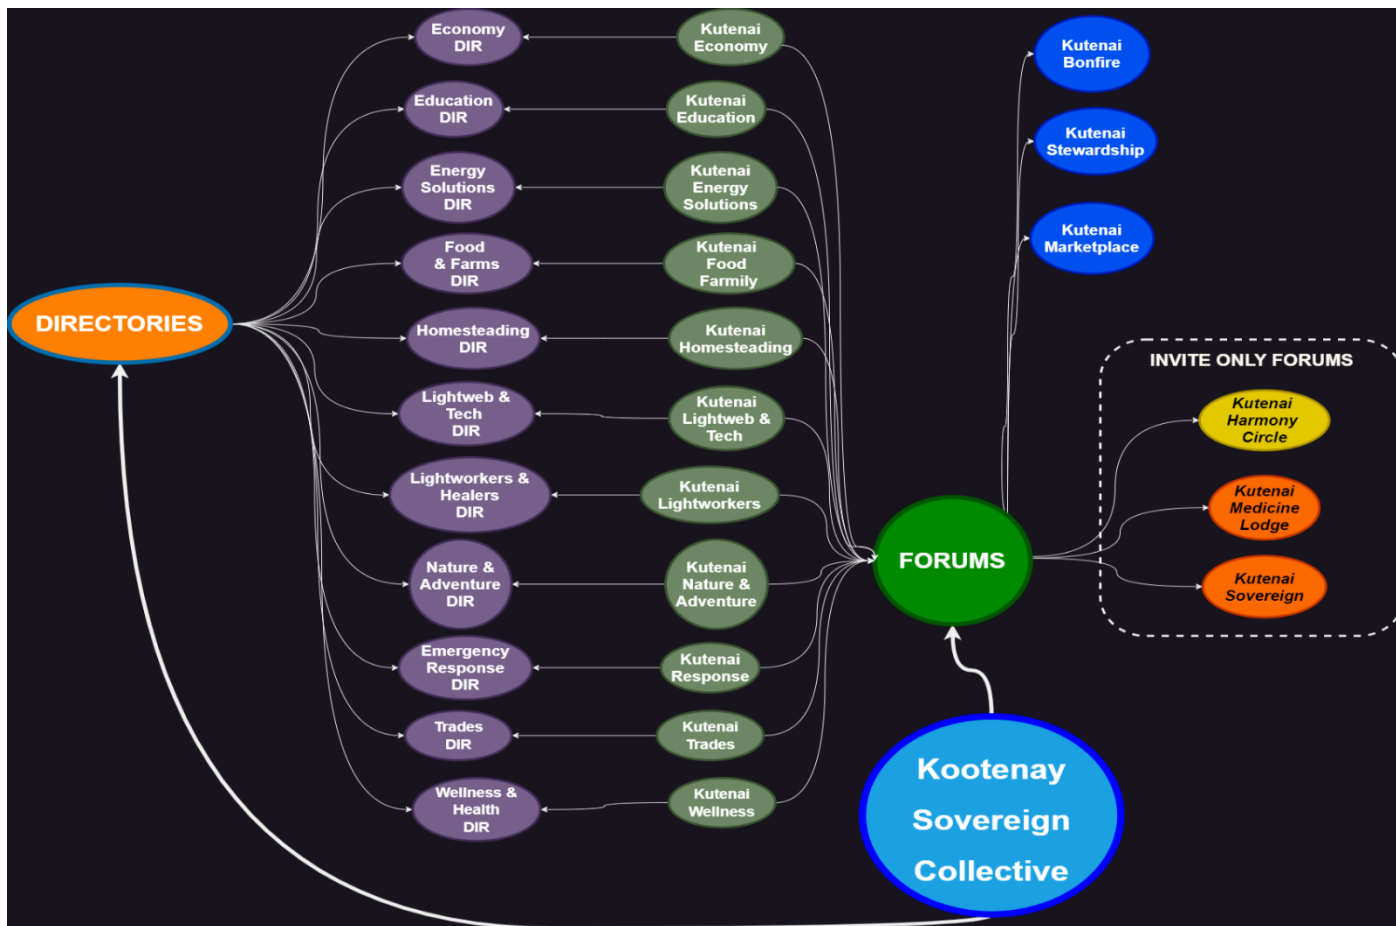 Economy
DIR
Kutenai
Economy
Kutenai
Bonfire
Education
DIR
Kutenai
Education
Kutenai
Stewardship
Energy
Solutions
DIR
Kutenai
Energy
Solutions
Kutenai
Marketplace
Food
& Farms
DIR
Kutenai
Food
Farmily
DIRECTORIES
Homesteading
DIR
Kutenai
Homesteading
INVITE ONLY FORUMS
Lightweb &
Tech
DIR
Kutenai
Lightweb &
Tech
Kutenai
Harmony
Circle
Lightworkers &
Healers
DIR
Kutenai
Lightworkers
Kutenai
Medicine
Lodge
Nature &
Adventure
DIR
Kutenai
Nature &
Adventure
FORUMS
Kutenai
Sovereign
Emergency
Response
DIR
Kutenai
Response
Trades
DIR
Kutenai
Trades
Wellness &
Health
DIR
Kutenai
Wellness
Kootenay
Sovereign
Collective